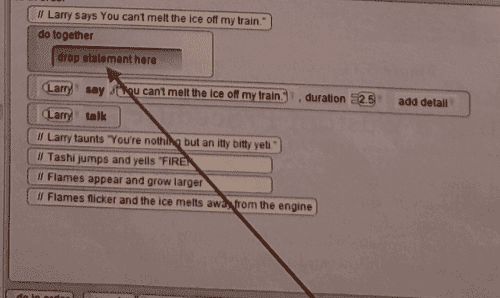 // Larry says You can't melt the ice off my train."
do together
drop statement here
Larry say "You can't melt the ice off my train." , duration 2.5 add detail
Larry talk
// Larry taunts "You're nothing but an itty bitty yeti."
// Tashi jumps and yells "FIRE!
// Flames appear and grow larger
// Flames flicker and the ice melts away from the engine
do in order